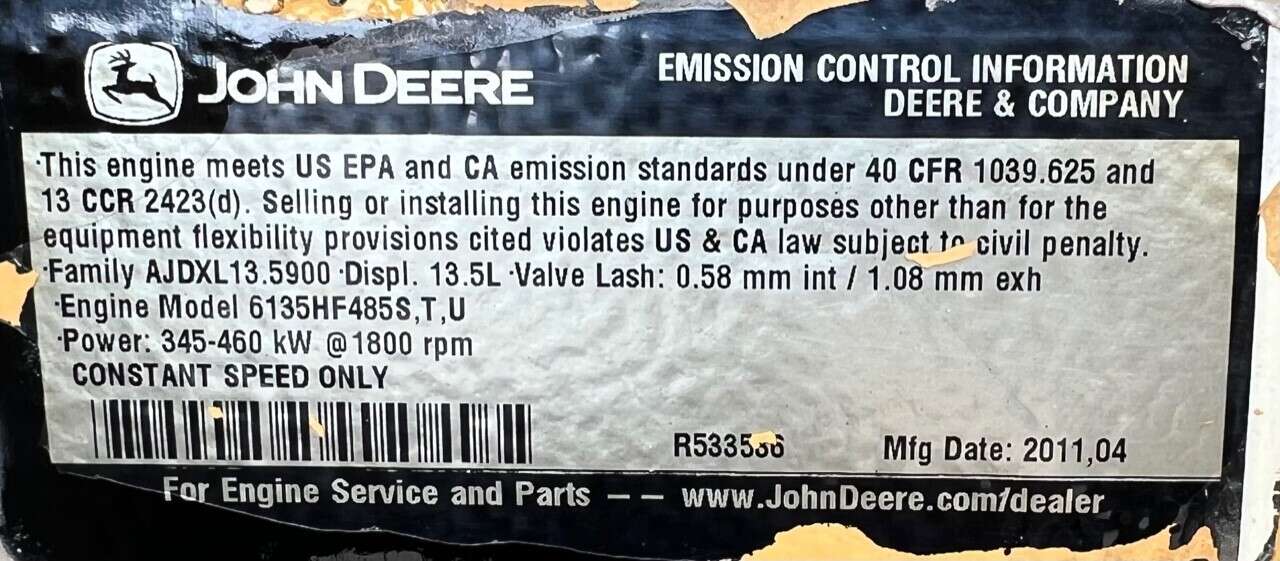 JOHN DEERE
EMISSION CONTROL INFORMATION
DEERE & COMPANY
·This engine meets US EPA and CA emission standards under 40 CFR 1039.625 and
13 CCR 2423(d). Selling or installing this engine for purposes other than for the
equipment flexibility provisions cited violates US & CA law subject to civil penalty.
·Family AJDXL13.5900 ·Displ. 13.5L ·Valve Lash: 0.58 mm int / 1.08 mm exh
·Engine Model 6135HF485S,T,U
·Power: 345-460 kW @1800 rpm
CONSTANT SPEED ONLY
Mfg Date: 2011,04
For Engine Service and Parts – – www.JohnDeere.com/dealer